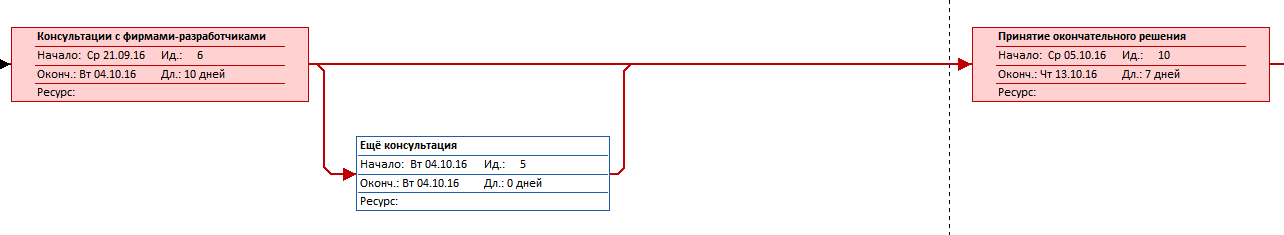 Консультации с фирмами-разработчиками
Начало: Ср 21.09.16 Ид.: 6
Оконч.: Вт 04.10.16 Дл.: 10 дней
Ресурс:
Ещё консультация
Начало: Вт 04.10.16 Ид.: 5
Оконч.: Вт 04.10.16 Дл.: 0 дней
Ресурс:
Принятие окончательного решения
Начало: Ср 05.10.16 Ид.: 10
Оконч.: Чт 13.10.16 Дл.: 7 дней
Ресурс: